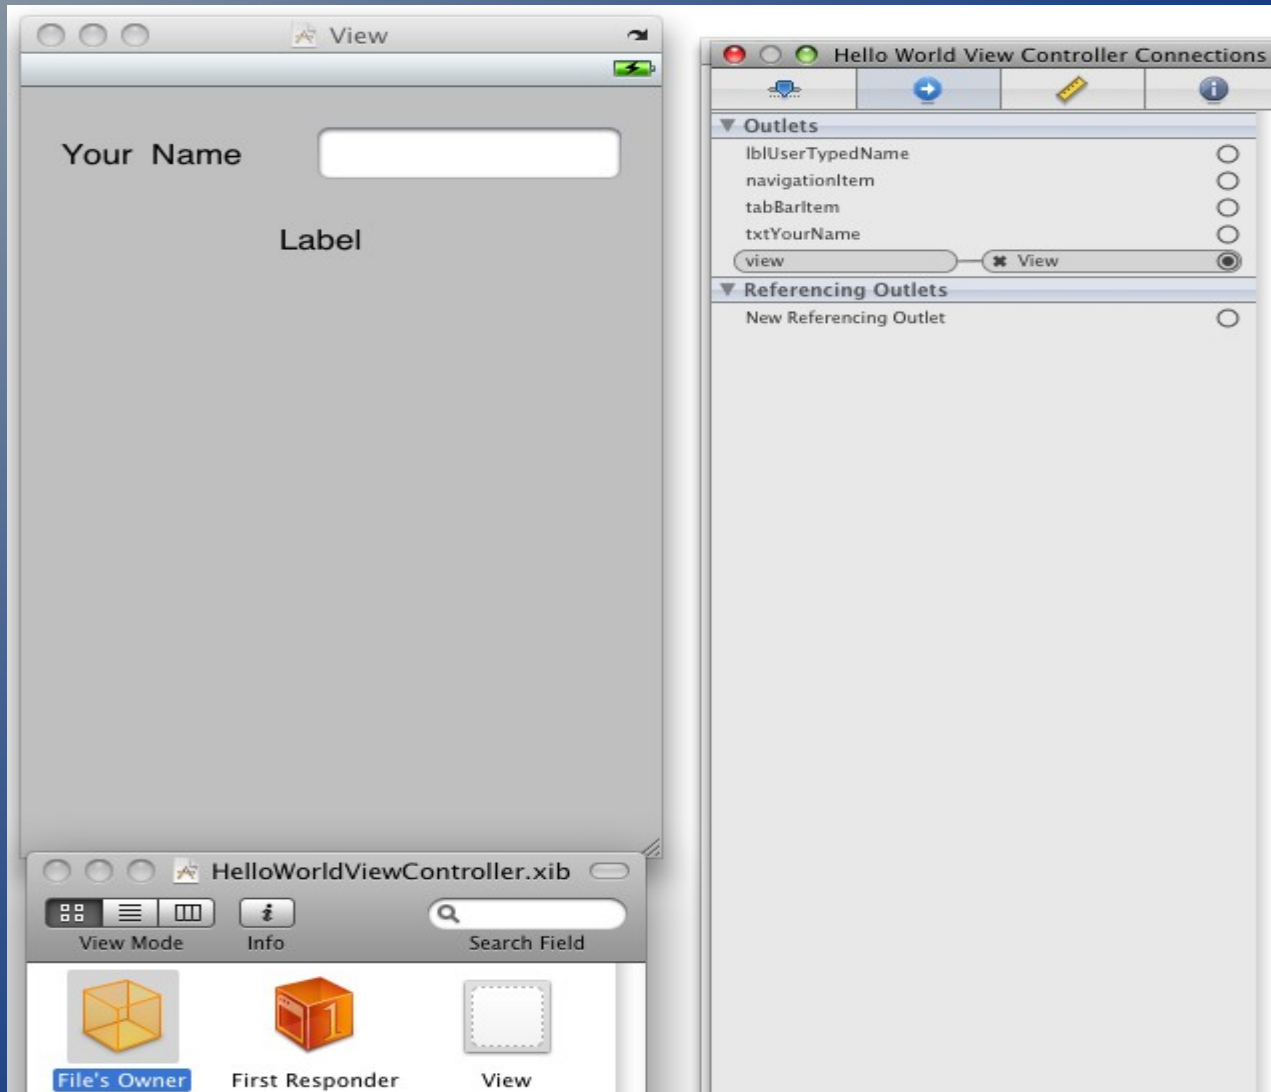 View
Your Name
Label
HelloWorldViewController.xib
View Mode
Info
Search Field
File's Owner
First Responder
1
View
Hello World View Controller Connections
Outlets
lblUserTypedName
navigationItem
tabBarItem
txtYourName
view
View
Referencing Outlets
New Referencing Outlet